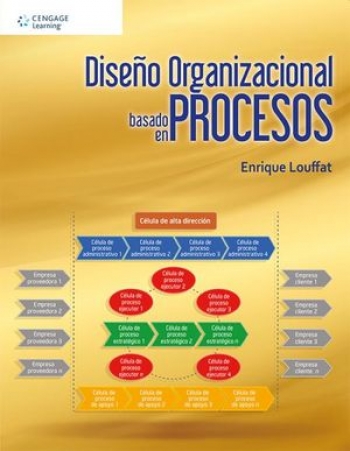 CENGAGE
Learning
Diseño Organizacional
basado
en PROCESOS
Enrique Louffat
Célula de alta dirección
Célula de
proceso
administrativo 1
Célula de
proceso
administrativo 2
Célula de
proceso
administrativo 3
Célula de
proceso
administrativo 4
Empresa
proveedora 1
Empresa
proveedora 2
Empresa
proveedora 3
Empresa
proveedora n
Célula de
proceso
ejecutor 2
Célula de
proceso
ejecutor 1
Célula de
proceso
ejecutor 3
Célula de
proceso
estratégico 1
Célula de
proceso
estratégico 2
Célula de
proceso
estratégico n
Célula de
proceso
ejecutor n
Célula de
proceso
ejecutor 4
Empresa
cliente 1
Empresa
cliente 2
Empresa
cliente 3
Empresa
cliente n
Célula de
proceso
de apoyo 1
Célula de
proceso
de apoyo 2
Célula de
proceso
de apoyo 3
Célula de
proceso
de apoyo n